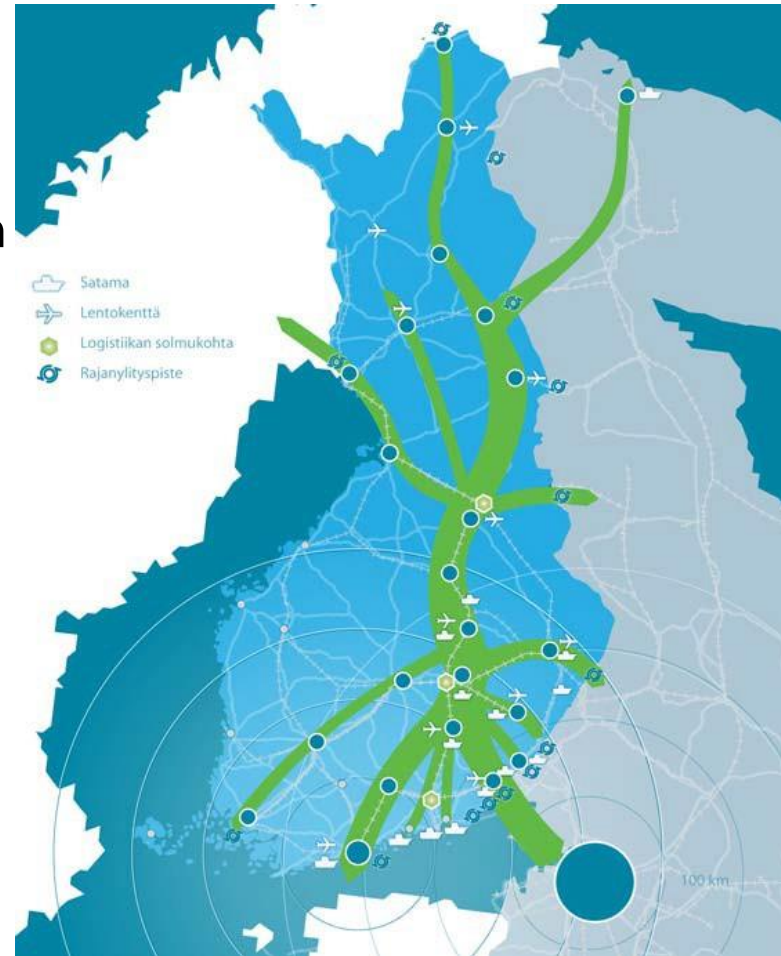 n
Satama
Lentokenttä
Logistiikan solmukohta
Rajanylityspiste
100 km